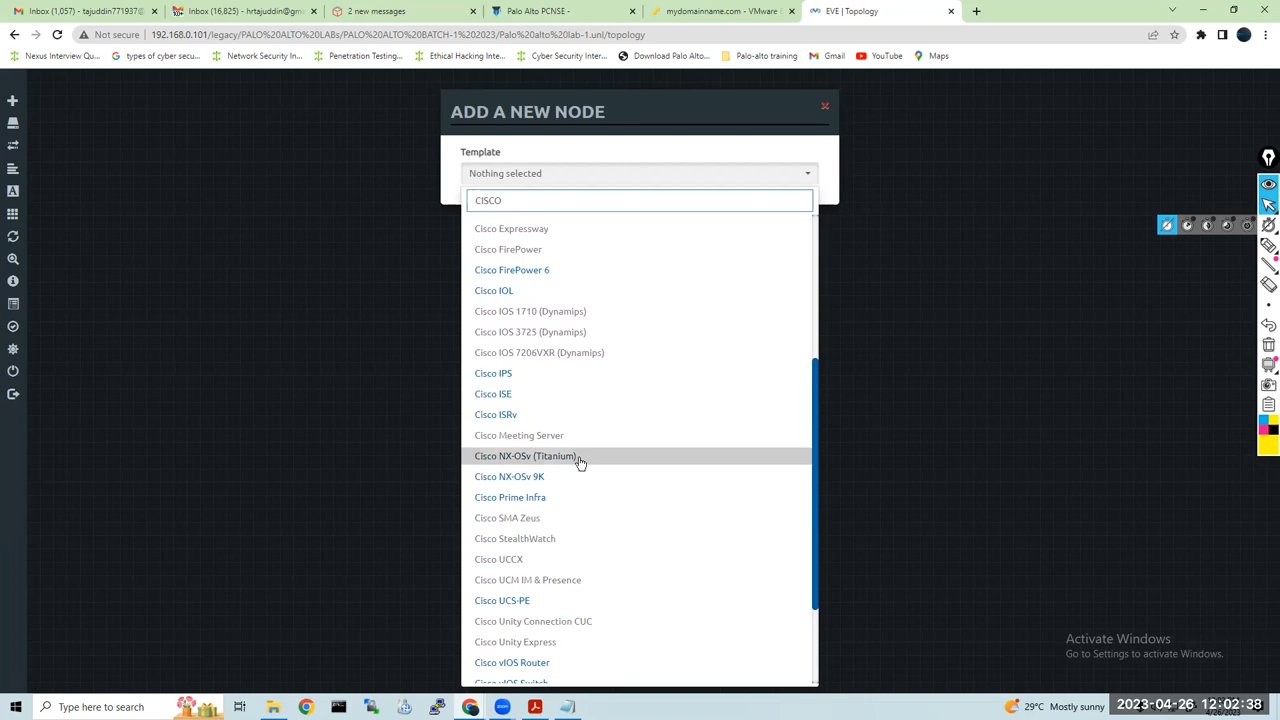 Inbox (1,057) - rtajuddin771937@
Inbox (16,825) - hrtajuddin@gm
2 new messages
Palo Alto PCNSE -
mydomainname.com - VMware E
EVE | Topology
Not secure | 192.168.0.101/legacy/PALO%20ALTO%20LABs/PALO%20ALTO%20BATCH-1%202023/Palo%20alto%20lab-1.unl/topology
Nexus Interview Qu...
types of cyber secu...
Network Security In...
Penetration Testing...
Ethical Hacking Inte...
Cyber Security Inter...
Download Palo Alto...
Palo-alto training
Gmail
YouTube
Maps
ADD A NEW NODE
Template
Nothing selected
CISCO
Cisco Expressway
Cisco FirePower
Cisco FirePower 6
Cisco IOL
Cisco IOS 1710 (Dynamips)
Cisco IOS 3725 (Dynamips)
Cisco IOS 7206VXR (Dynamips)
Cisco IPS
Cisco ISE
Cisco ISRv
Cisco Meeting Server
Cisco NX-OSv (Titanium)
Cisco NX-OSv 9K
Cisco Prime Infra
Cisco SMA Zeus
Cisco StealthWatch
Cisco UCCX
Cisco UCM IM & Presence
Cisco UCS-PE
Cisco Unity Connection CUC
Cisco Unity Express
Cisco vIOS Router
Cisco vIOS Switch
Activate Windows
Go to Settings to activate Windows.
Type here to search
29°C Mostly sunny
2023-04-26 12:02:38